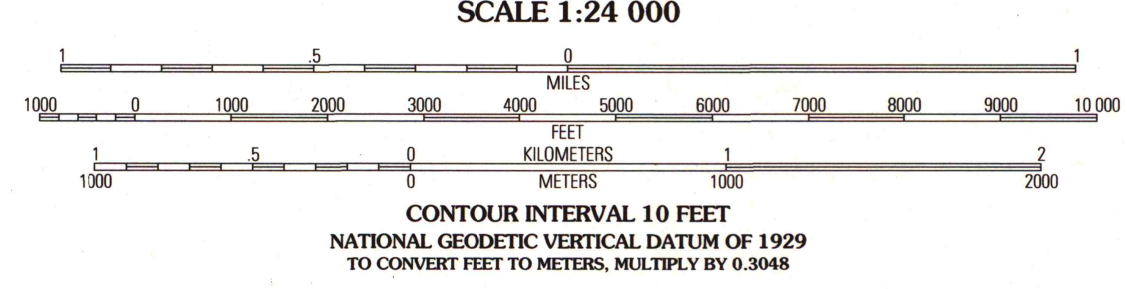 SCALE 1:24 000
1 .5 0 1
MILES
1000 0 1000 2000 3000 4000 5000 6000 7000 8000 9000 10 000
FEET
1 .5 0 KILOMETERS 1 2
1000 0 METERS 1000 2000
CONTOUR INTERVAL 10 FEET
NATIONAL GEODETIC VERTICAL DATUM OF 1929
TO CONVERT FEET TO METERS, MULTIPLY BY 0.3048